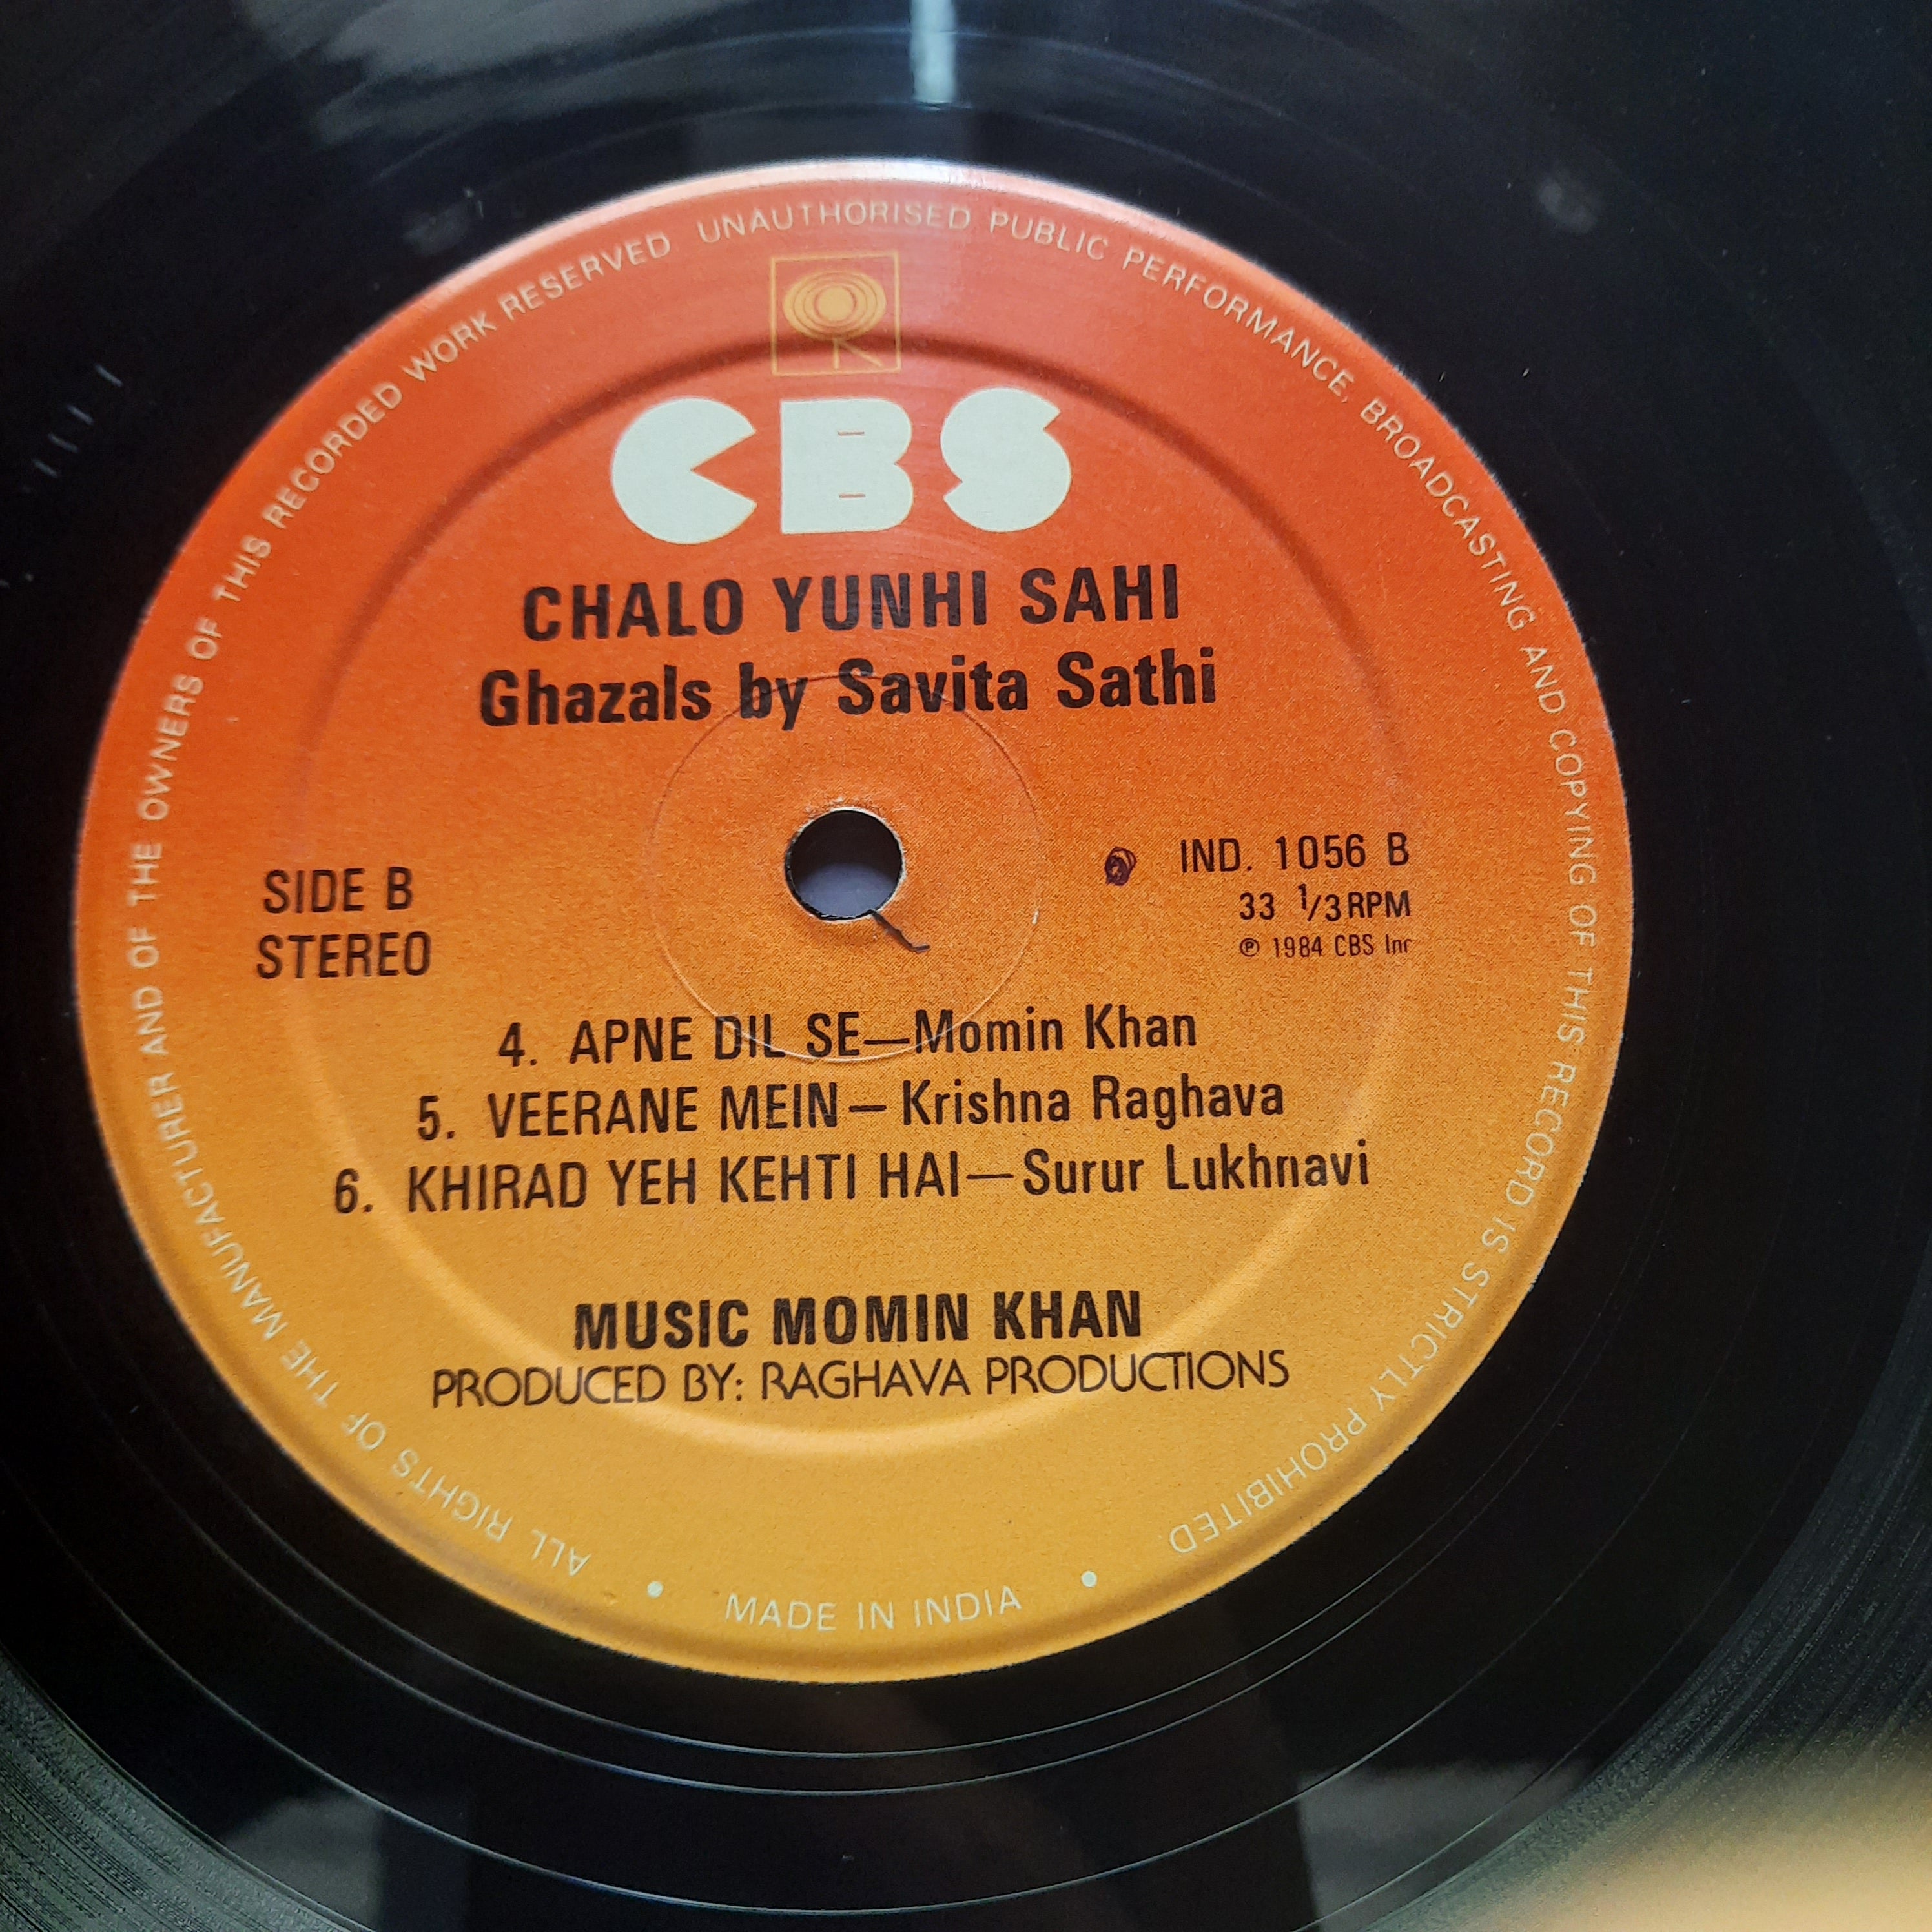 CBS
CHALO YUNHI SAHI
Ghazals by Savita Sathi
SIDE B
STEREO
IND. 1056 B
33 1/3 RPM
℗ 1984 CBS Inc
4. APNE DIL SE—Momin Khan
5. VEERANE MEIN—Krishna Raghava
6. KHIRAD YEH KEHTI HAI—Surur Lukhnavi
MUSIC MOMIN KHAN
PRODUCED BY: RAGHAVA PRODUCTIONS
ALL RIGHTS OF THE MANUFACTURER AND OF THE OWNERS OF THIS RECORDED WORK RESERVED UNAUTHORISED PUBLIC PERFORMANCE, BROADCASTING AND COPYING OF THIS RECORD IS STRICTLY PROHIBITED.
• MADE IN INDIA •